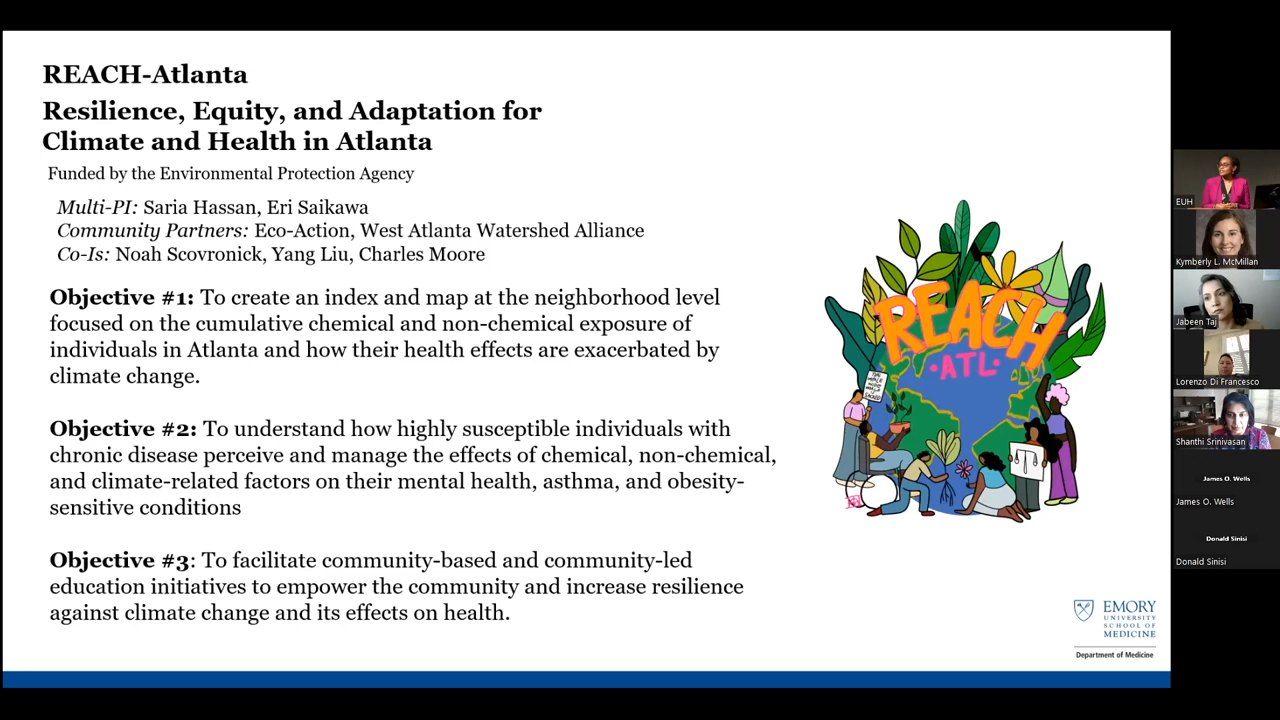 REACH-Atlanta
Resilience, Equity, and Adaptation for
Climate and Health in Atlanta
Funded by the Environmental Protection Agency
Multi-PI: Saria Hassan, Eri Saikawa
Community Partners: Eco-Action, West Atlanta Watershed Alliance
Co-Is: Noah Scovronick, Yang Liu, Charles Moore
Objective #1: To create an index and map at the neighborhood level
focused on the cumulative chemical and non-chemical exposure of
individuals in Atlanta and how their health effects are exacerbated by
climate change.
Objective #2: To understand how highly susceptible individuals with
chronic disease perceive and manage the effects of chemical, non-chemical,
and climate-related factors on their mental health, asthma, and obesity-
sensitive conditions
Objective #3: To facilitate community-based and community-led
education initiatives to empower the community and increase resilience
against climate change and its effects on health.
REACH
·ATL·
EMORY
UNIVERSITY
SCHOOL OF
MEDICINE
Department of Medicine
EUH
Kymberly L. McMillan
Jabeen Taj
Lorenzo Di Francesco
Shanthi Srinivasan
James O. Wells
James O. Wells
Donald Sinisi
Donald Sinisi